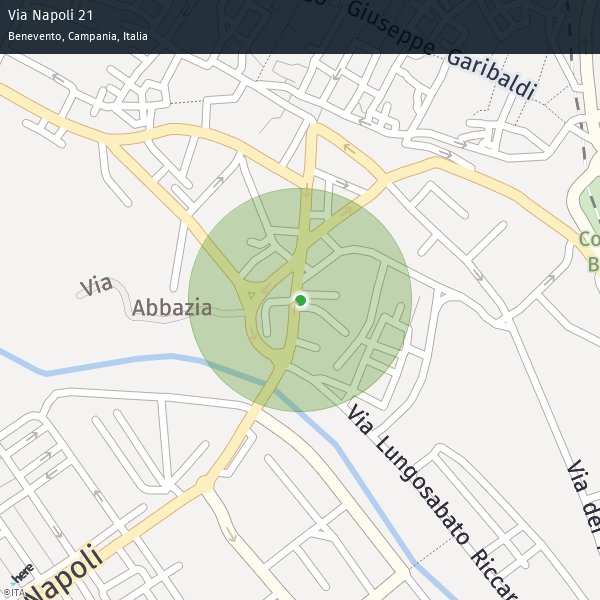 Via Napoli 21
Benevento, Campania, Italia
Giuseppe Garibaldi
Co
B
Via
Abbazia
Via Lungosabato Riccar
Via dei
Napoli
here
©ITA